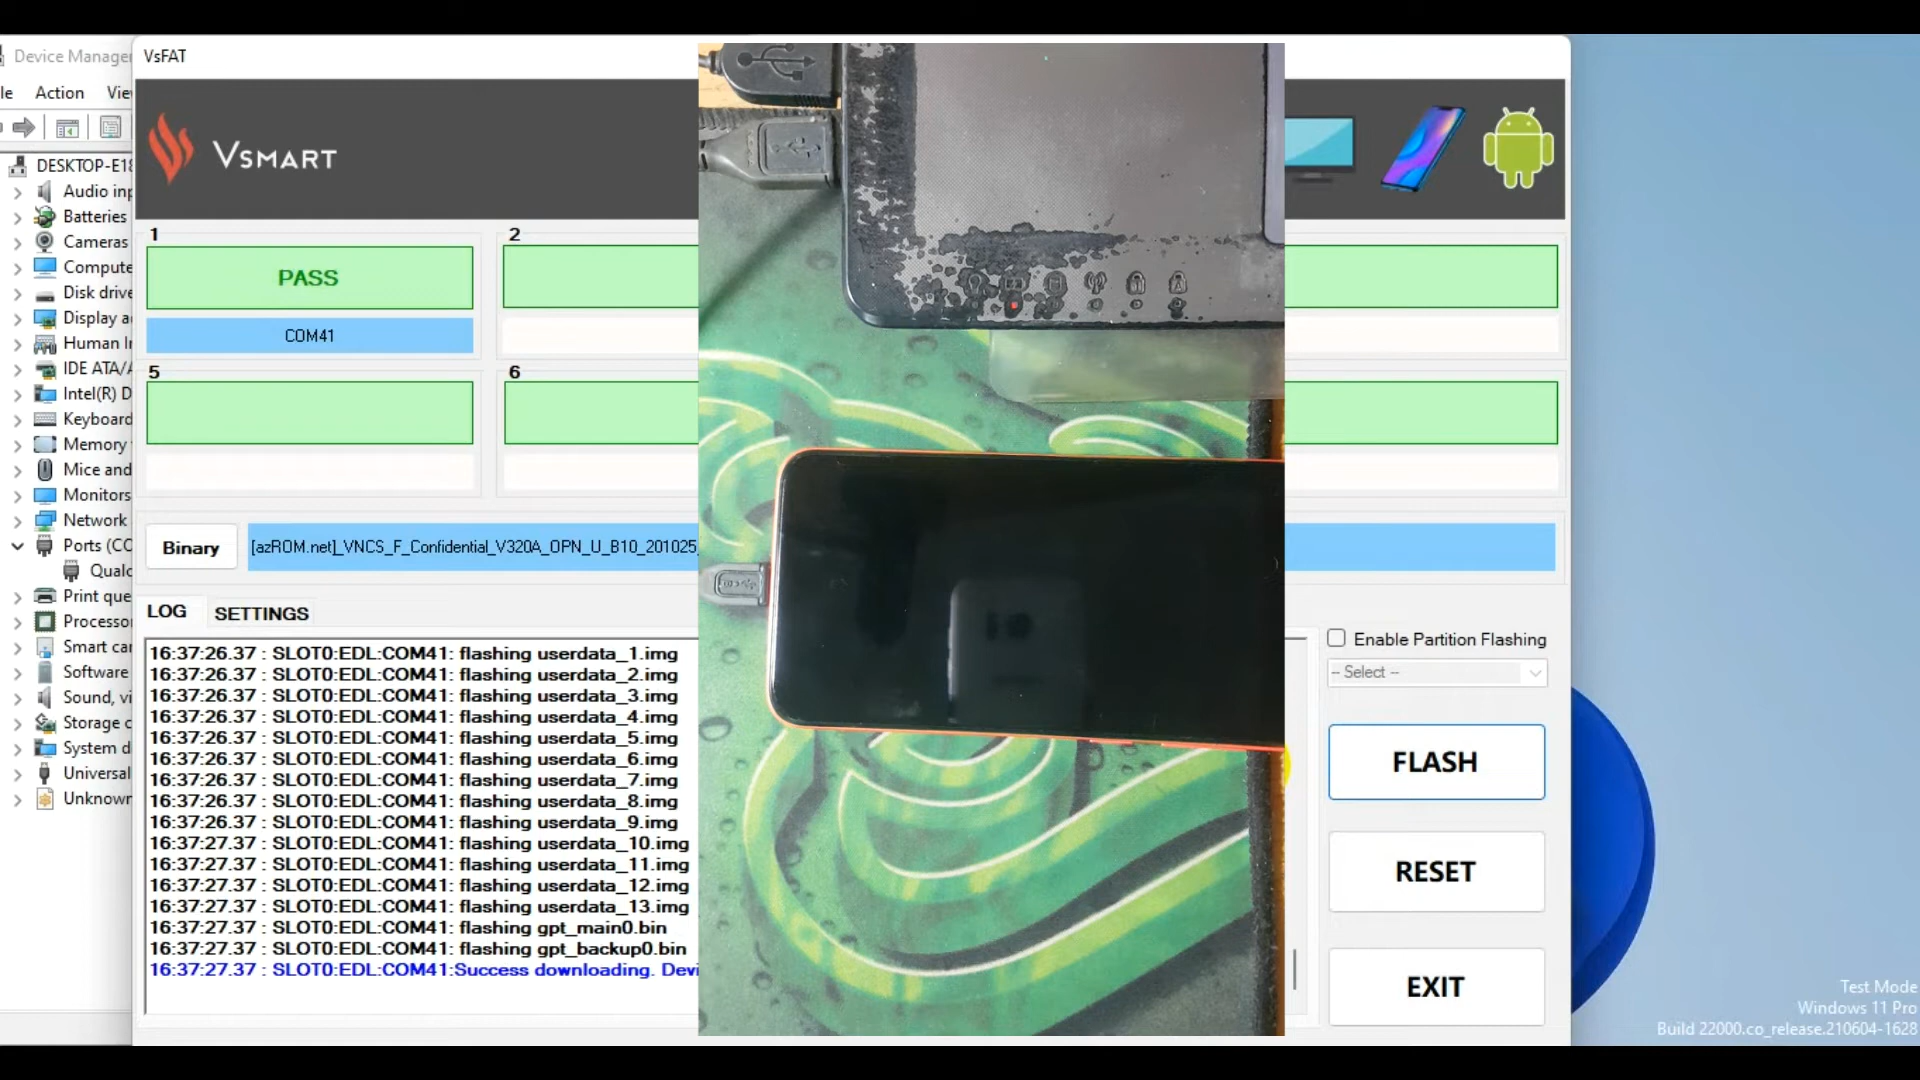 Device Manager
VsFAT
le Action Vie
DESKTOP-E18
VSMART
Audio inp
Batteries
Cameras
Compute
Disk drive
Display a
Human I
IDE ATA/A
Intel(R) D
Keyboard
Memory
Mice and
Monitors
Network
Ports (CO
Qualc
Print que
Processo
Smart car
Software
Sound, vi
Storage c
System d
Universal
Unknown
1
2
PASS
COM41
5
6
Binary
[azROM.net]_VNCS_F_Confidential_V320A_OPN_U_B10_201025_
LOG
SETTINGS
16:37:26.37 : SLOT0:EDL:COM41: flashing userdata_1.img
16:37:26.37 : SLOT0:EDL:COM41: flashing userdata_2.img
16:37:26.37 : SLOT0:EDL:COM41: flashing userdata_3.img
16:37:26.37 : SLOT0:EDL:COM41: flashing userdata_4.img
16:37:26.37 : SLOT0:EDL:COM41: flashing userdata_5.img
16:37:26.37 : SLOT0:EDL:COM41: flashing userdata_6.img
16:37:26.37 : SLOT0:EDL:COM41: flashing userdata_7.img
16:37:26.37 : SLOT0:EDL:COM41: flashing userdata_8.img
16:37:26.37 : SLOT0:EDL:COM41: flashing userdata_9.img
16:37:26.37 : SLOT0:EDL:COM41: flashing userdata_10.img
16:37:27.37 : SLOT0:EDL:COM41: flashing userdata_11.img
16:37:27.37 : SLOT0:EDL:COM41: flashing userdata_12.img
16:37:27.37 : SLOT0:EDL:COM41: flashing userdata_13.img
16:37:27.37 : SLOT0:EDL:COM41: flashing gpt_main0.bin
16:37:27.37 : SLOT0:EDL:COM41: flashing gpt_backup0.bin
16:37:27.37 : SLOT0:EDL:COM41:Success downloading. Devi
Enable Partition Flashing
-- Select --
FLASH
RESET
EXIT
Test Mode
Windows 11 Pro
Build 22000.co_release.210604-1628